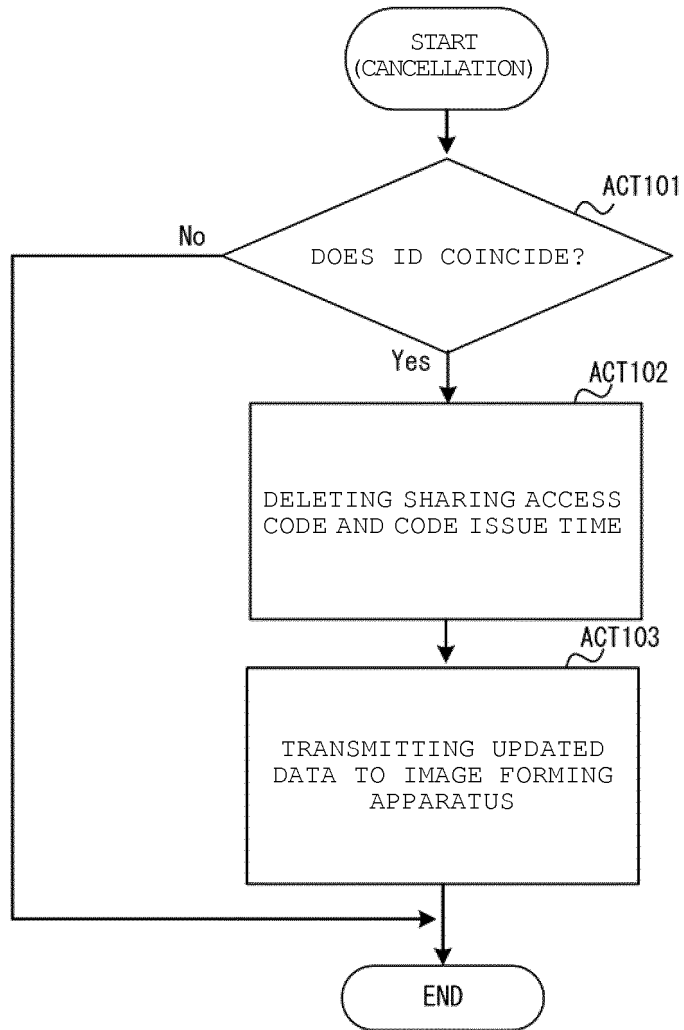 START
(CANCELLATION)
ACT101
No
DOES ID COINCIDE?
Yes
ACT102
DELETING SHARING ACCESS
CODE AND CODE ISSUE TIME
ACT103
TRANSMITTING UPDATED
DATA TO IMAGE FORMING
APPARATUS
END